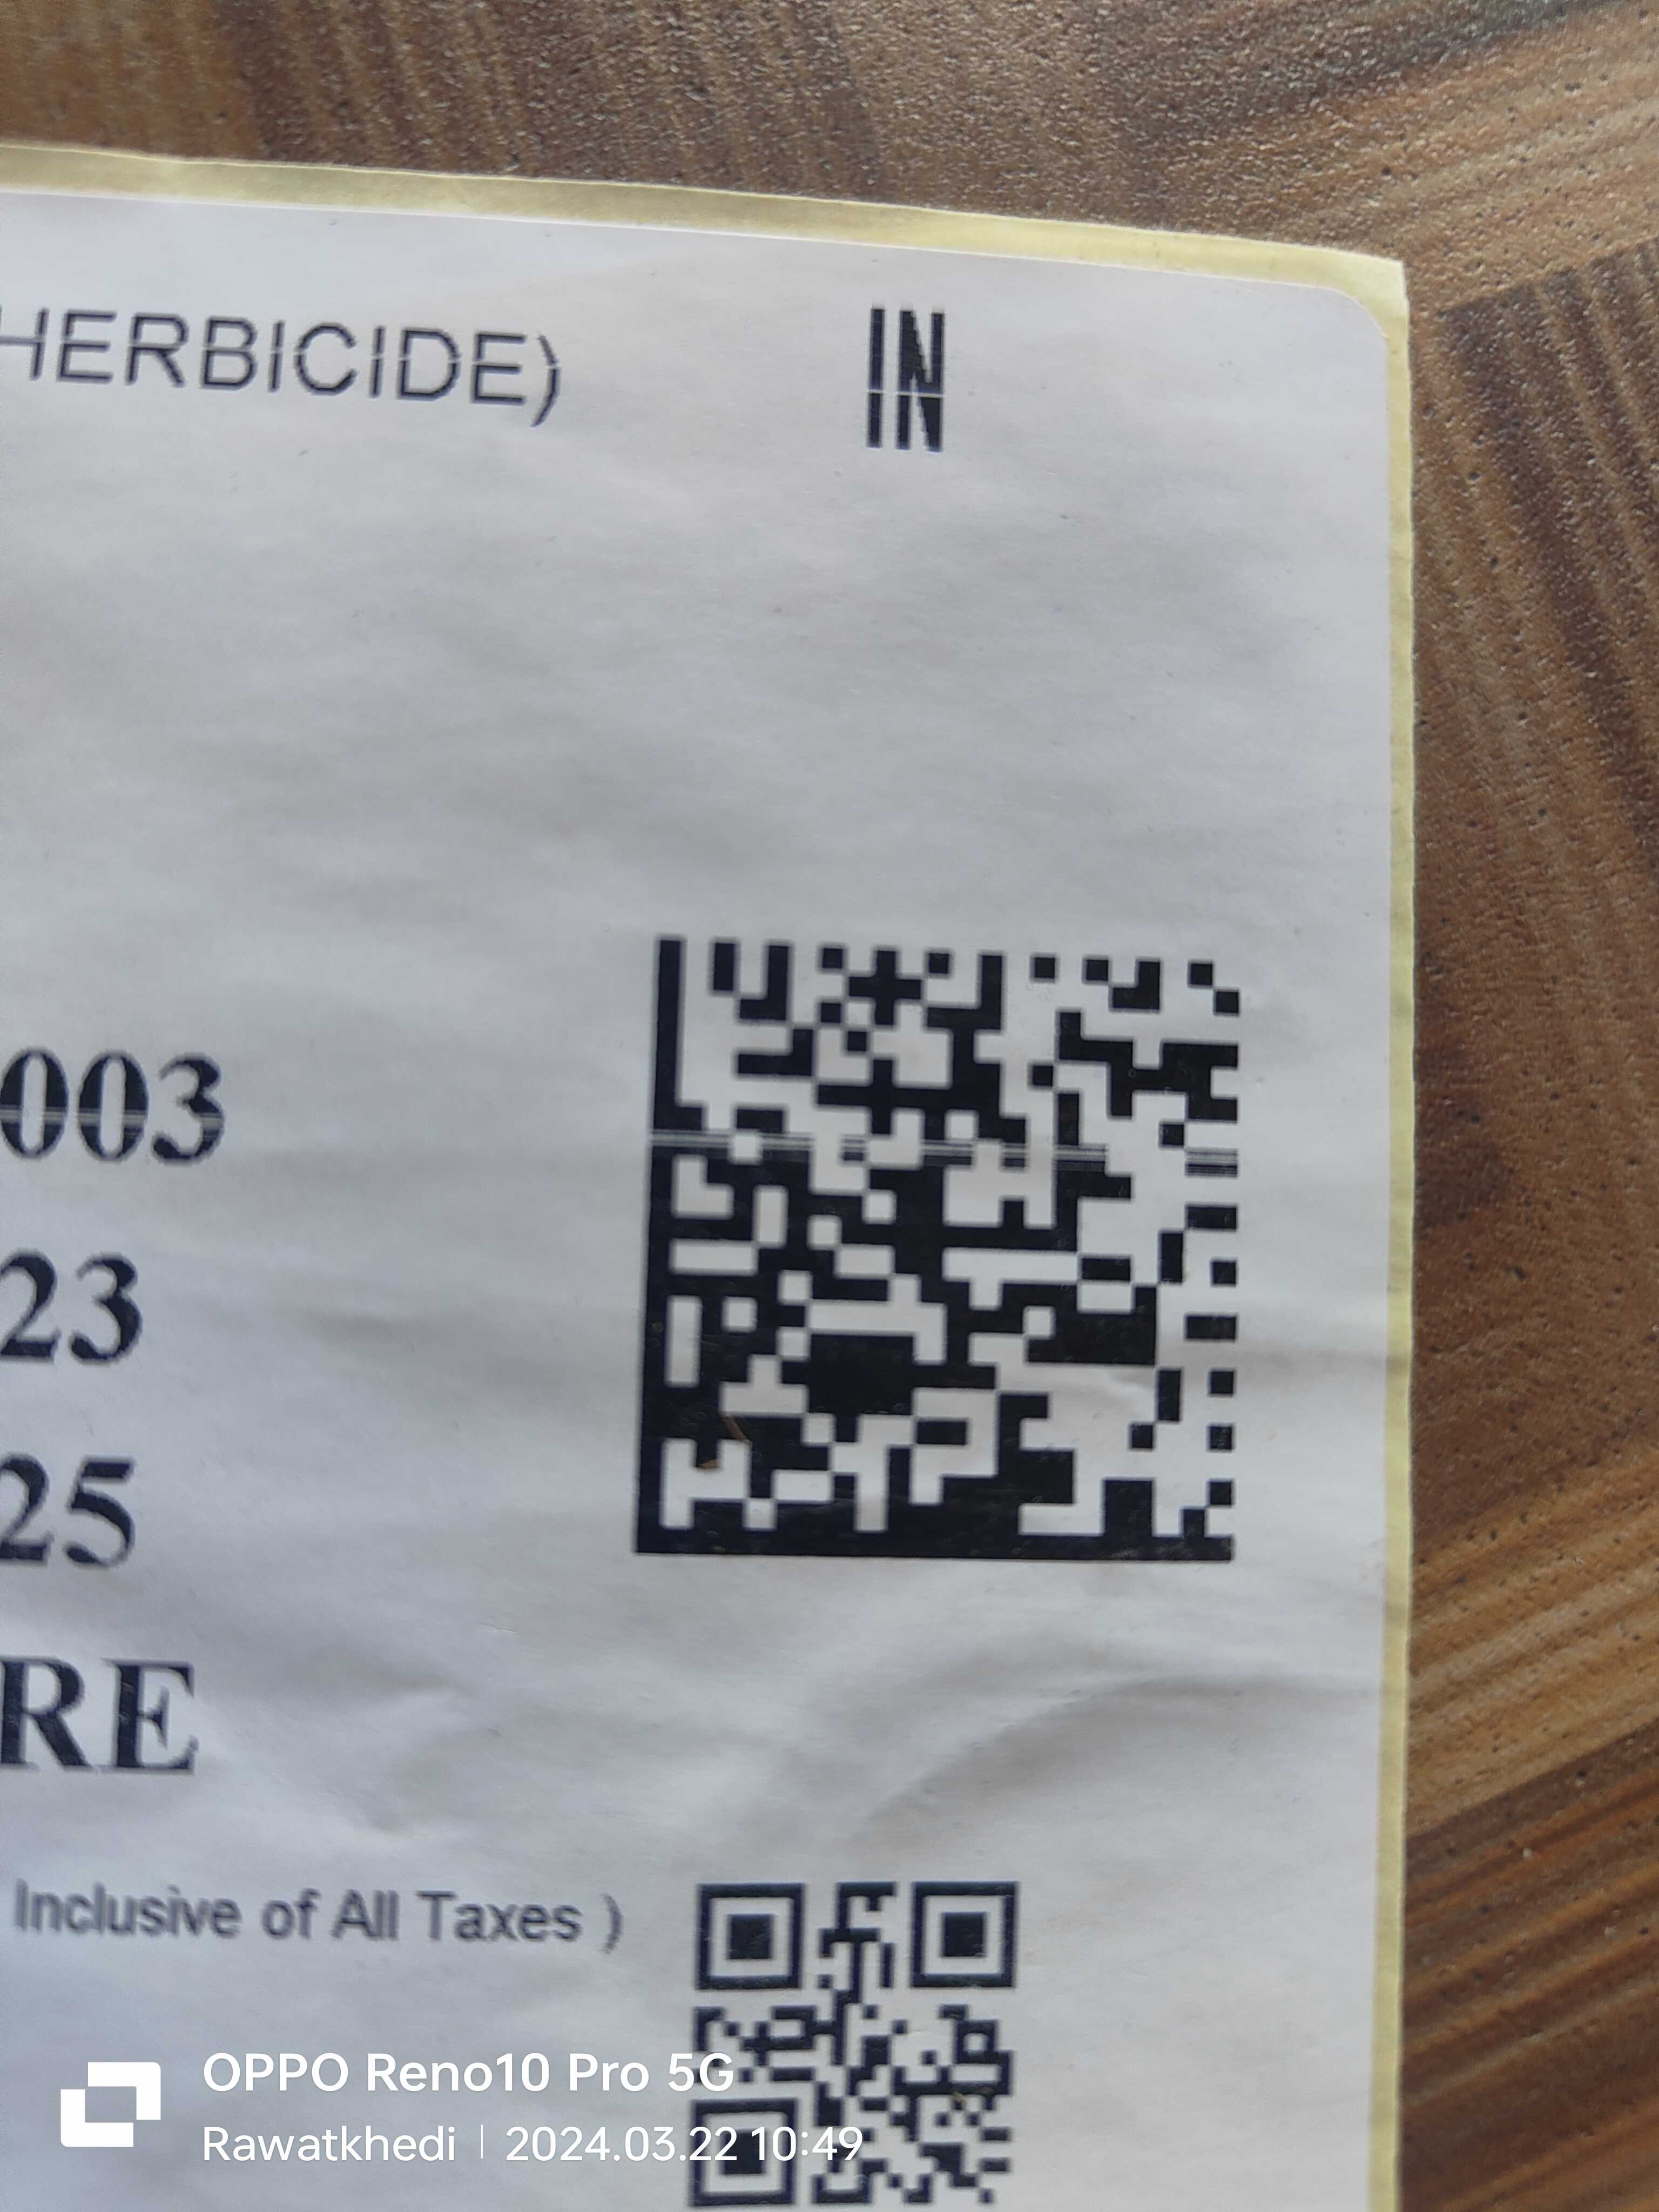 HERBICIDE)
IN
003
23
25
RE
Inclusive of All Taxes )
OPPO Reno10 Pro 5G
Rawatkhedi | 2024.03.22 10:49